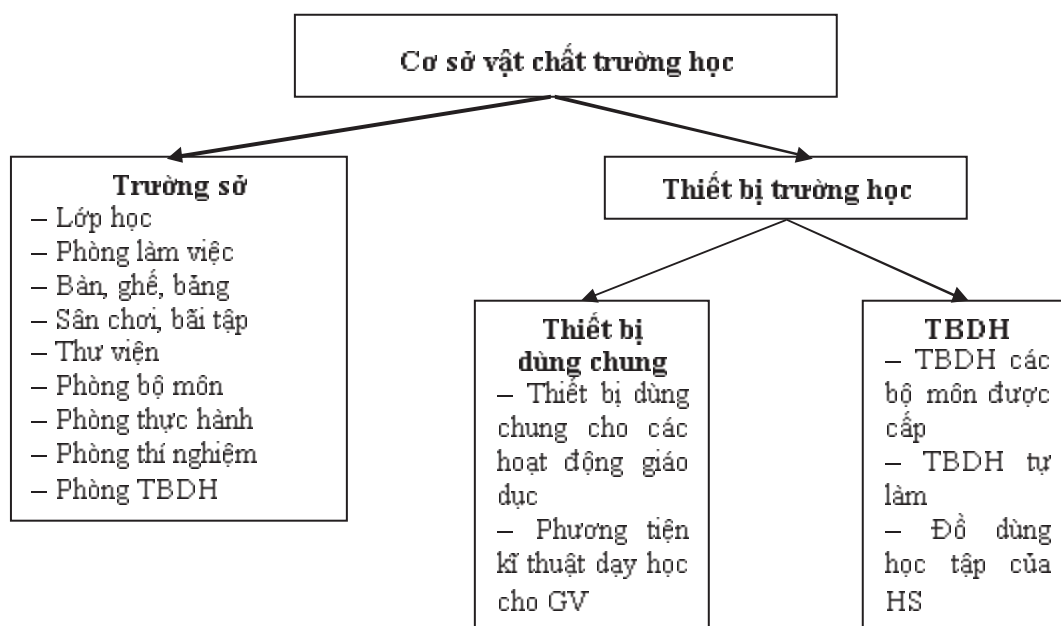 Cơ sở vật chất trường học
Trường sở
– Lớp học
– Phòng làm việc
– Bàn, ghế, bảng
– Sân chơi, bãi tập
– Thư viện
– Phòng bộ môn
– Phòng thực hành
– Phòng thí nghiệm
– Phòng TBDH
Thiết bị trường học
Thiết bị
dùng chung
– Thiết bị dùng
chung cho các
hoạt động giáo
dục
– Phương tiện
kĩ thuật dạy học
cho GV
TBDH
– TBDH các
bộ môn được
cấp
– TBDH tự
làm
– Đồ dùng
học tập của
HS